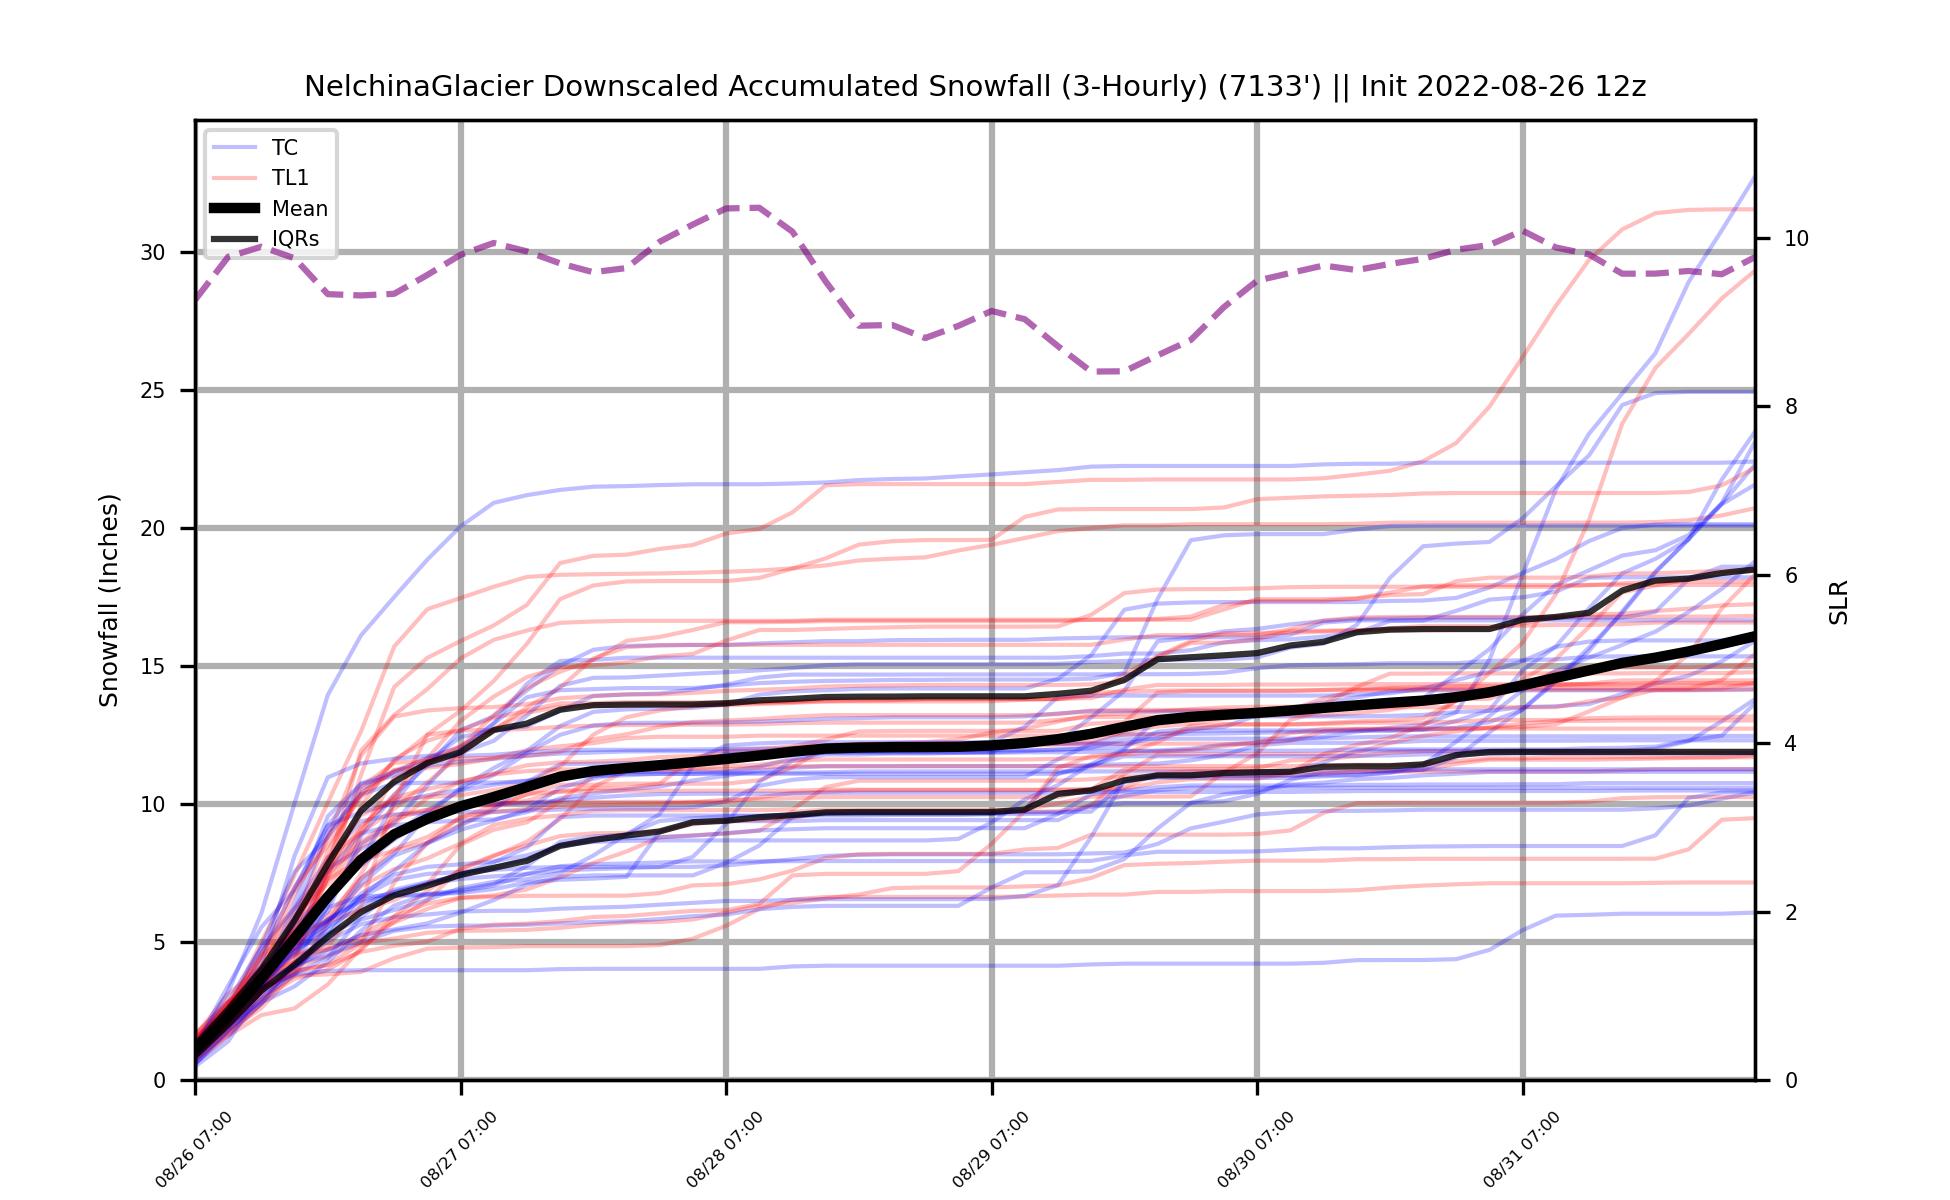 NelchinaGlacier Downscaled Accumulated Snowfall (3-Hourly) (7133') || Init 2022-08-26 12z
TC
TL1
Mean
IQRs
30
25
20
15
10
5
0
Snowfall (Inches)
10
8
6
4
2
0
SLR
08/26 07:00
08/27 07:00
08/28 07:00
08/29 07:00
08/30 07:00
08/31 07:00